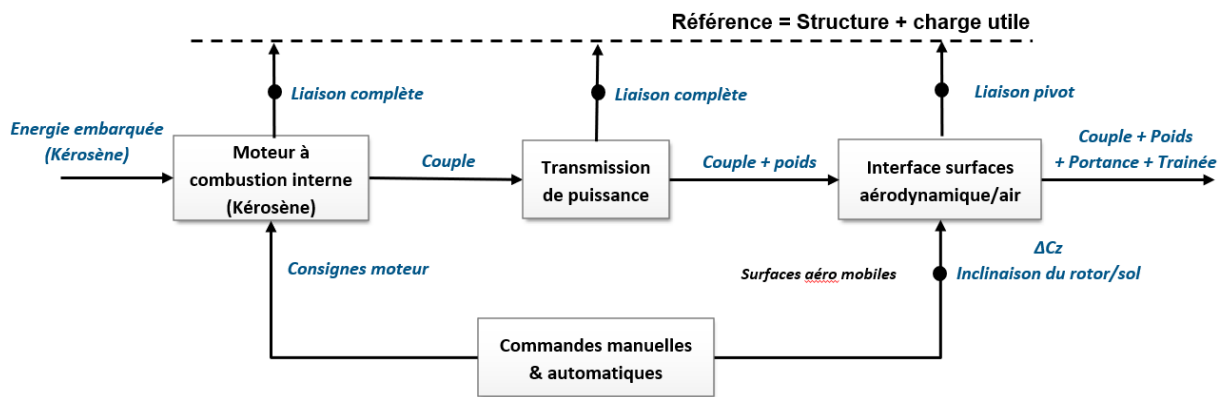 Référence = Structure + charge utile
Liaison complète
Liaison complète
Liaison pivot
Energie embarquée
(Kérosène)
Moteur à
combustion interne
(Kérosène)
Couple
Transmission
de puissance
Couple + poids
Interface surfaces
aérodynamique/air
Couple + Poids
+ Portance + Trainée
Consignes moteur
Surfaces aéro mobiles
ΔCz
Inclinaison du rotor/sol
Commandes manuelles
& automatiques